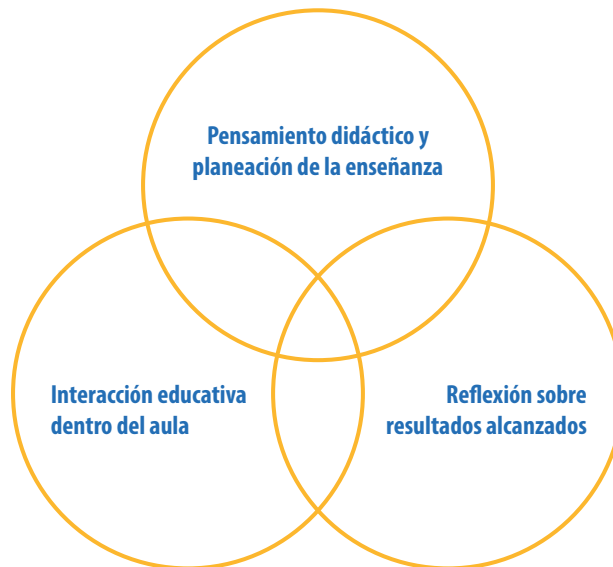 Pensamiento didáctico y
planeación de la enseñanza
Interacción educativa
dentro del aula
Reflexión sobre
resultados alcanzados